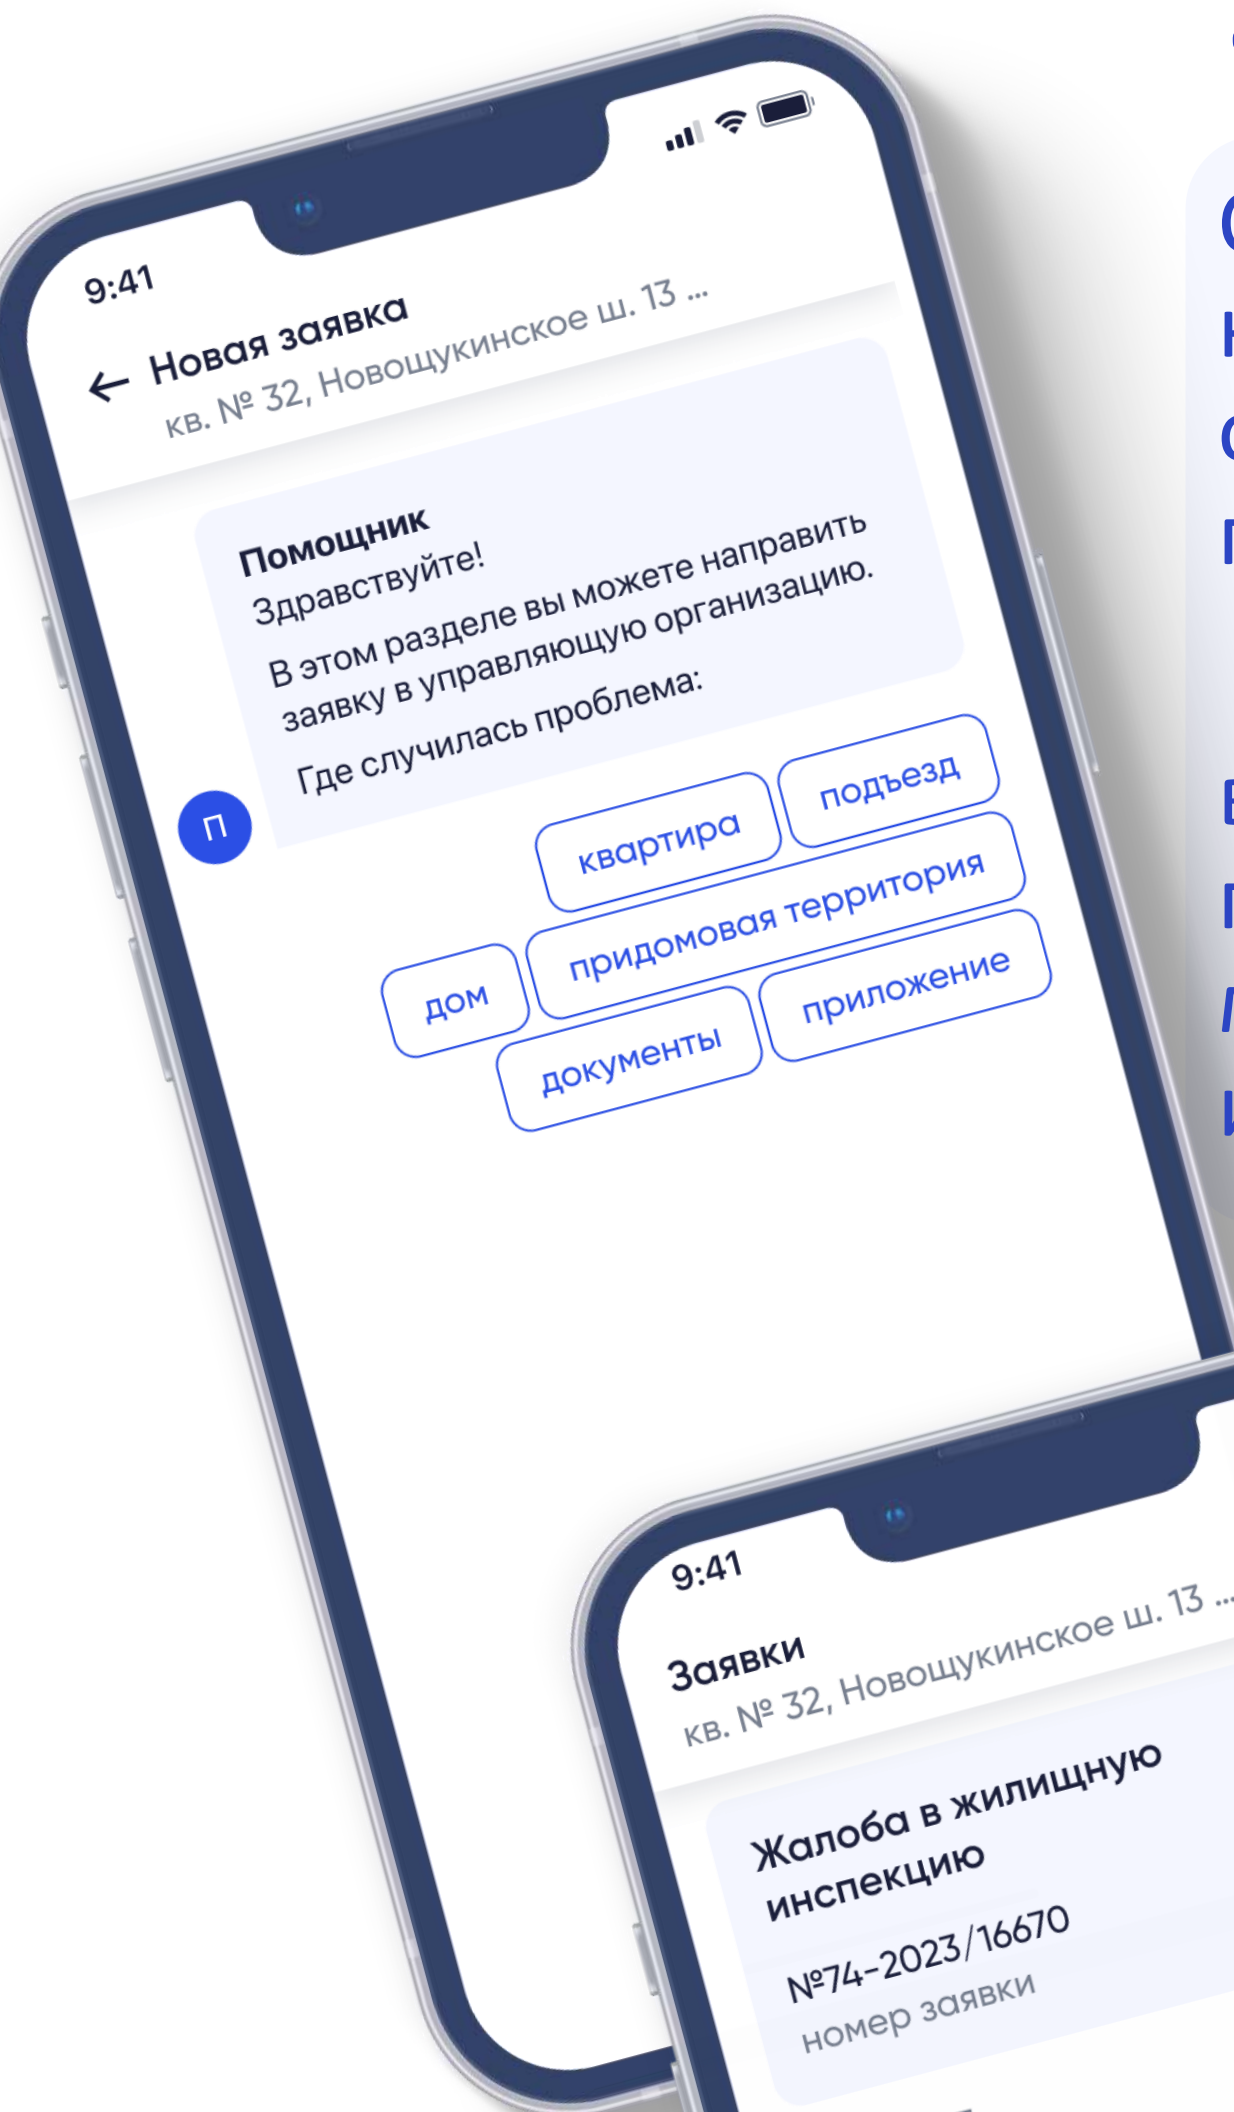 9:41
Новая заявка
кв. № 32, Новощукинское ш. 13 ...
Помощник
Здравствуйте!
В этом разделе вы можете направить
заявку в управляющую организацию.
Где случилась проблема:
П
квартира
подъезд
дом
придомовая территория
документы
приложение
9:41
Заявки
кв. № 32, Новощукинское ш. 13 ...
Жалоба в жилищную
инспекцию
№74-2023/16670
номер заявки